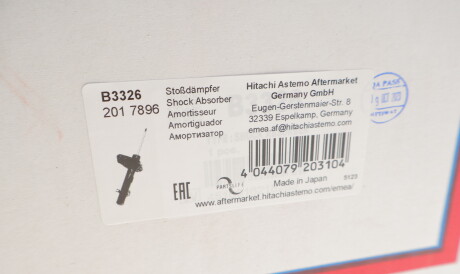 B3326
201 7896
Stoßdämpfer
Shock Absorber
Amortisseur
Amortiguador
Амортизатор
Hitachi Astemo Aftermarket
Germany GmbH
Eugen-Gerstenmaier-Str. 8
32339 Espelkamp, Germany
emea.af@hitachiastemo.com
4 044079 203104
EAC
Made in Japan
www.aftermarket.hitachiastemo.com/emea/